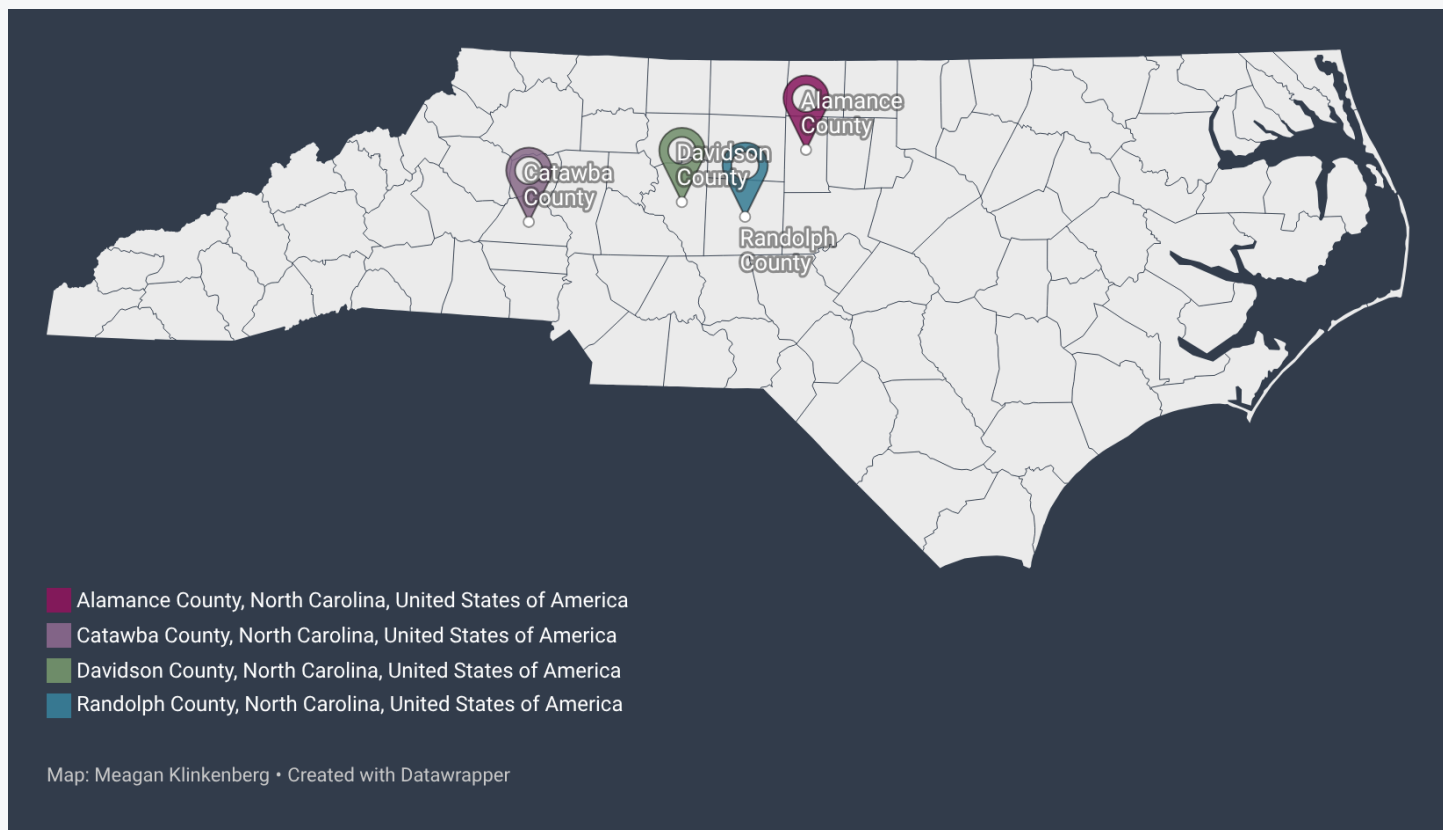 Alamance
County
Davidson
County
Catawba
County
Randolph
County
Alamance County, North Carolina, United States of America
Catawba County, North Carolina, United States of America
Davidson County, North Carolina, United States of America
Randolph County, North Carolina, United States of America
Map: Meagan Klinkenberg • Created with Datawrapper